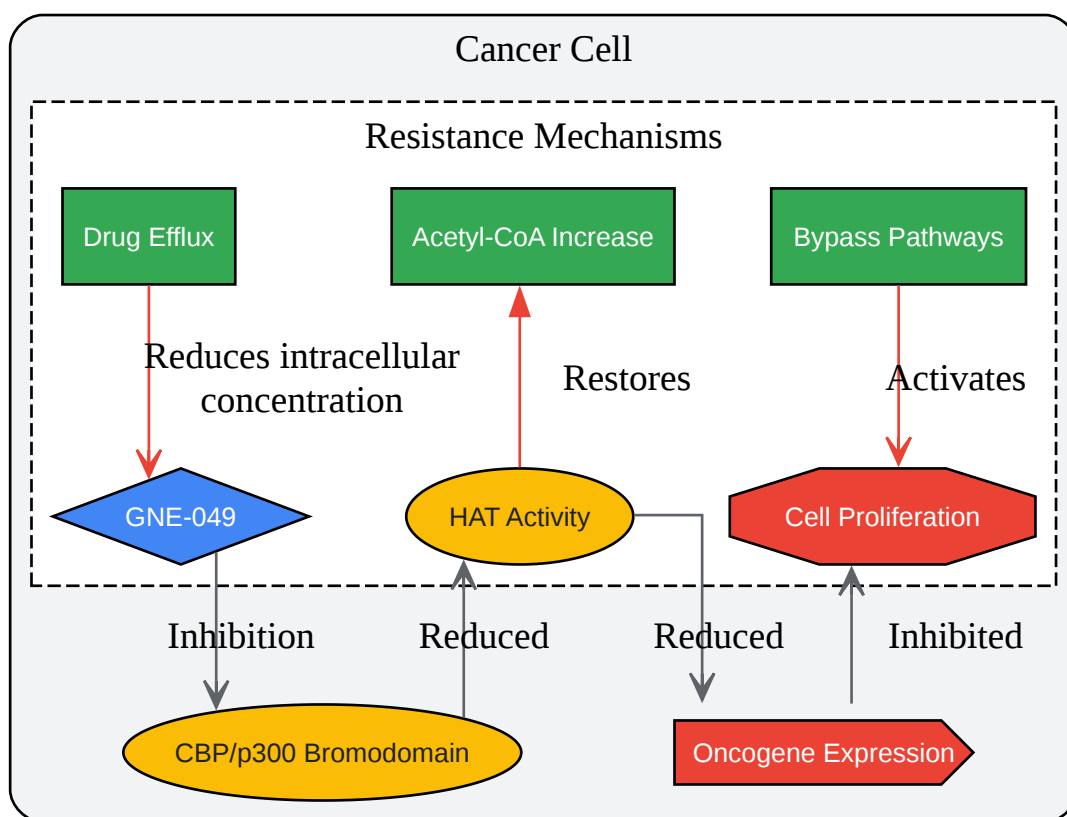 Cancer Cell
Resistance Mechanisms
Drug Efflux
Acetyl-CoA Increase
Bypass Pathways
Reduces intracellular
concentration
Restores
Activates
GNE-049
HAT Activity
Cell Proliferation
Inhibition
Reduced
Reduced
Inhibited
CBP/p300 Bromodomain
Oncogene Expression